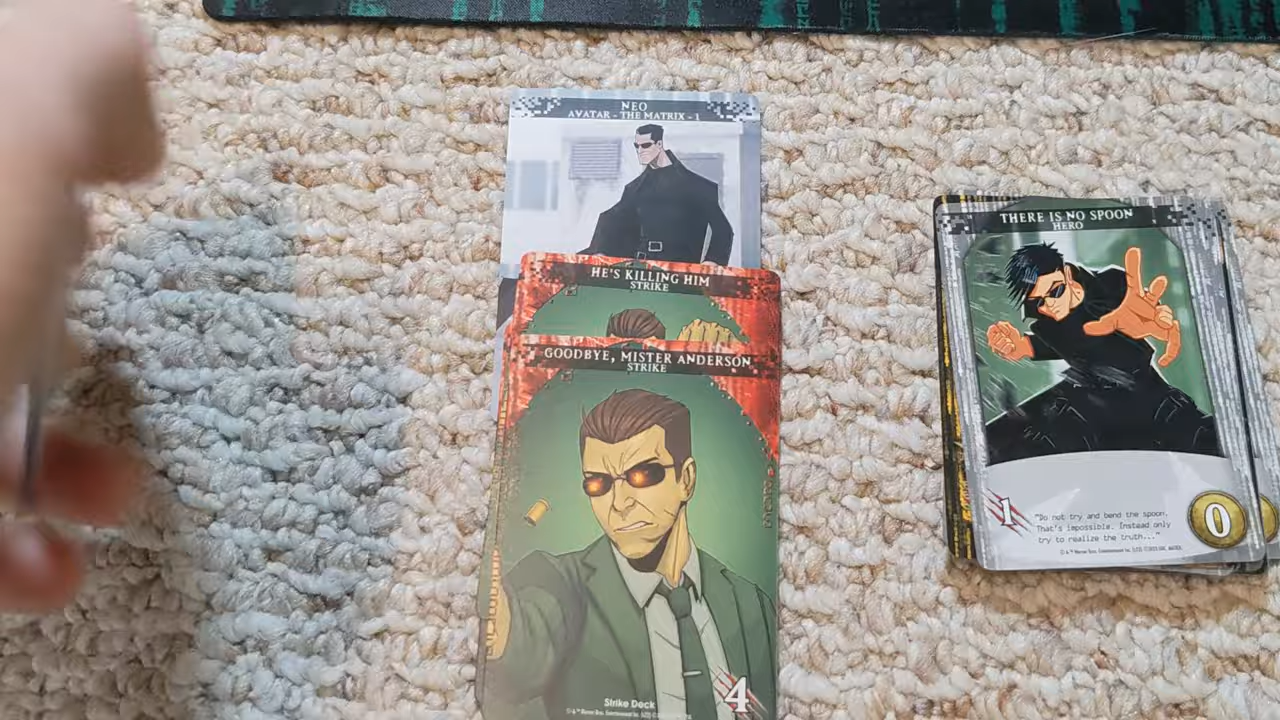 NEO
AVATAR - THE MATRIX - 1
HE'S KILLING HIM
STRIKE
GOODBYE, MISTER ANDERSON
STRIKE
4
Strike Deck
THERE IS NO SPOON
HERO
1
"Do not try and bend the spoon.
That's impossible. Instead only
try to realize the truth..."
0